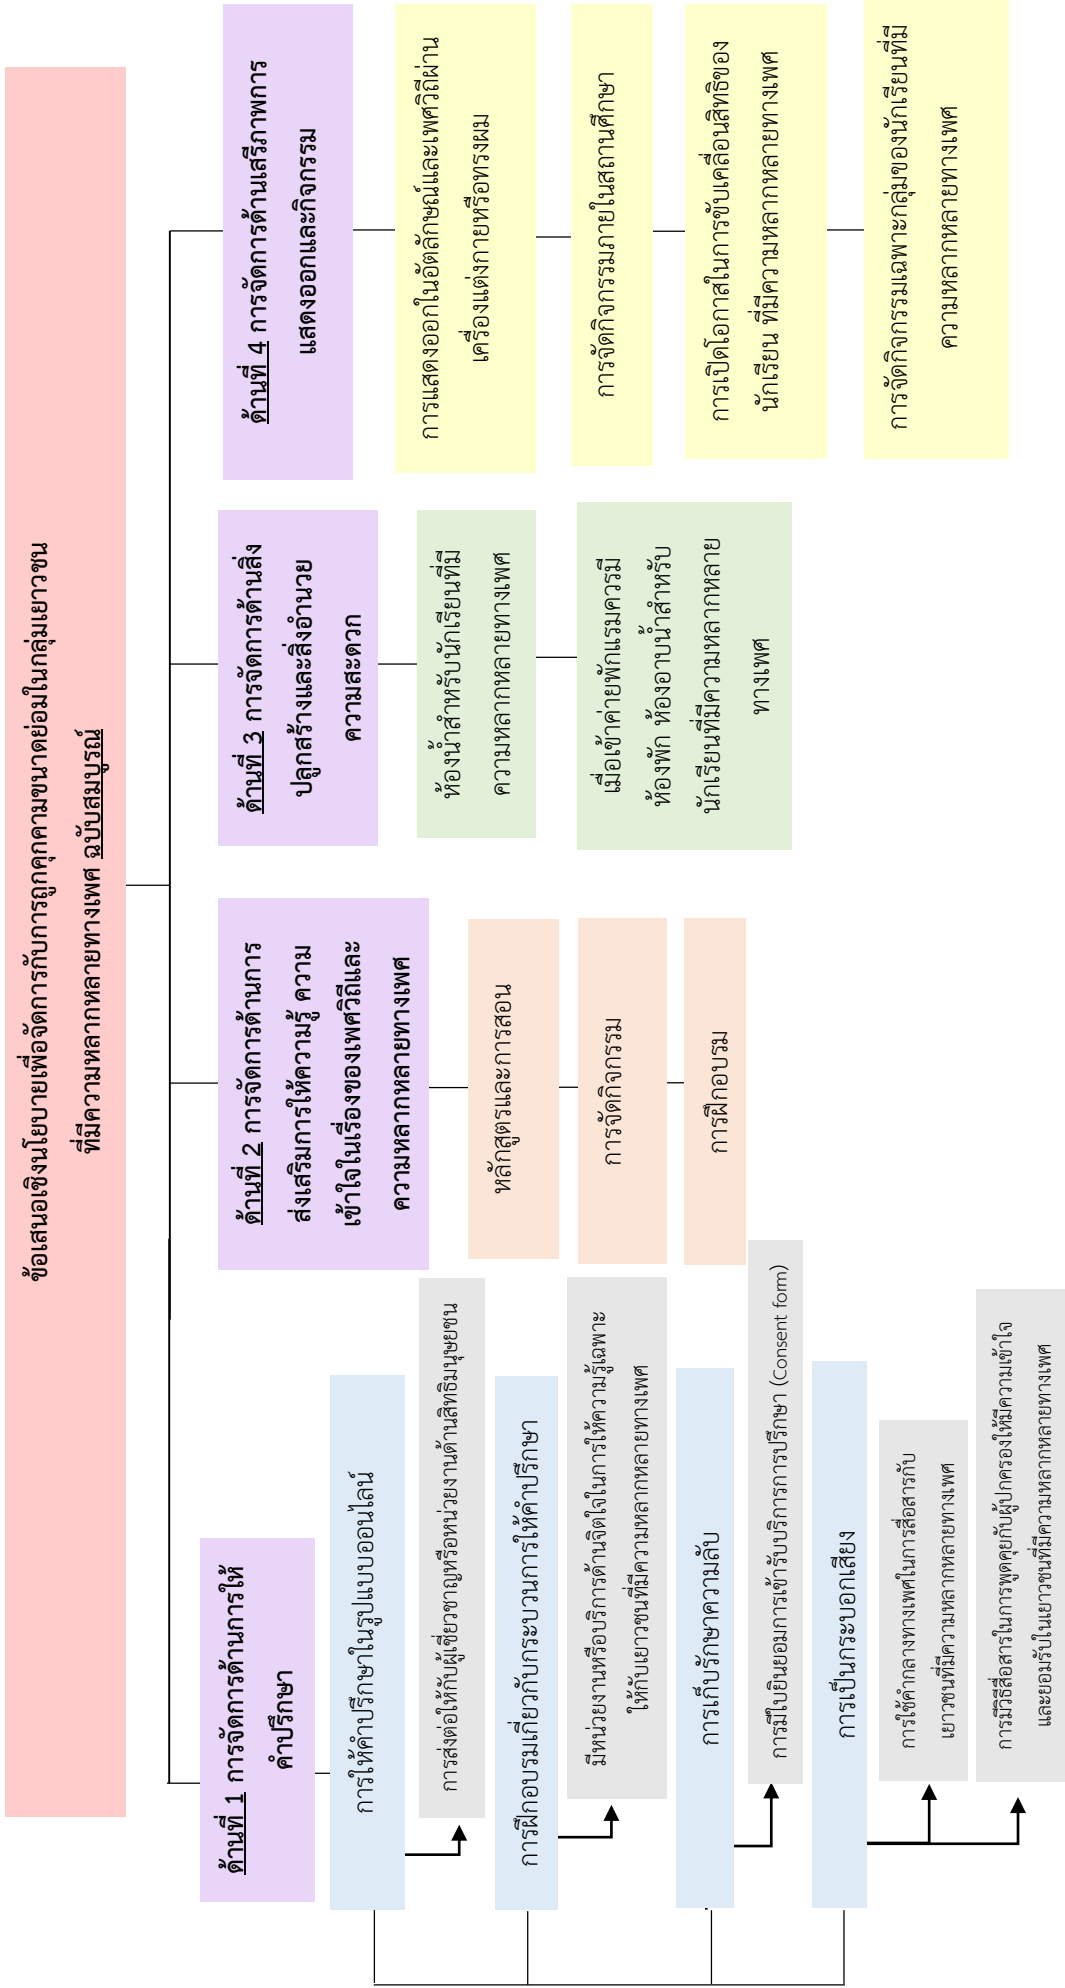 ข้อเสนอเชิงนโยบายเพื่อจัดการกับการถูกคุกคามขนาดย่อมในกลุ่มเยาวชน
ที่มีความหลากหลายทางเพศ ฉบับสมบูรณ์
ด้านที่ 1 การจัดการด้านการให้
คำปรึกษา
การให้คำปรึกษาในรูปแบบออนไลน์
การส่งต่อให้กับผู้เชี่ยวชาญหรือหน่วยงานด้านสิทธิมนุษยชน
การฝึกอบรมเกี่ยวกับกระบวนการให้คำปรึกษา
มีหน่วยงานหรือบริการด้านจิตใจในการให้ความรู้เฉพาะ
ให้กับเยาวชนที่มีความหลากหลายทางเพศ
การเก็บรักษาความลับ
การมีใบยินยอมการเข้ารับบริการการปรึกษา (Consent form)
การเป็นกระบอกเสียง
การใช้คำกลางทางเพศในการสื่อสารกับ
เยาวชนที่มีความหลากหลายทางเพศ
การมีวิธีสื่อสารในการพูดคุยกับผู้ปกครองให้มีความเข้าใจ
และยอมรับในเยาวชนที่มีความหลากหลายทางเพศ
ด้านที่ 2 การจัดการด้านการ
ส่งเสริมการให้ความรู้ ความ
เข้าใจในเรื่องของเพศวิถีและ
ความหลากหลายทางเพศ
หลักสูตรและการสอน
การจัดกิจกรรม
การฝึกอบรม
ด้านที่ 3 การจัดการด้านสิ่ง
ปลูกสร้างและสิ่งอำนวย
ความสะดวก
ห้องน้ำสำหรับนักเรียนที่มี
ความหลากหลายทางเพศ
เมื่อเข้าค่ายพักแรมควรมี
ห้องพัก ห้องอาบน้ำสำหรับ
นักเรียนที่มีความหลากหลาย
ทางเพศ
ด้านที่ 4 การจัดการด้านเสรีภาพการ
แสดงออกและกิจกรรม
การแสดงออกในอัตลักษณ์และเพศวิถีผ่าน
เครื่องแต่งกายหรือทรงผม
การจัดกิจกรรมภายในสถานศึกษา
การเปิดโอกาสในการขับเคลื่อนสิทธิของ
นักเรียน ที่มีความหลากหลายทางเพศ
การจัดกิจกรรมเฉพาะกลุ่มของนักเรียนที่มี
ความหลากหลายทางเพศ